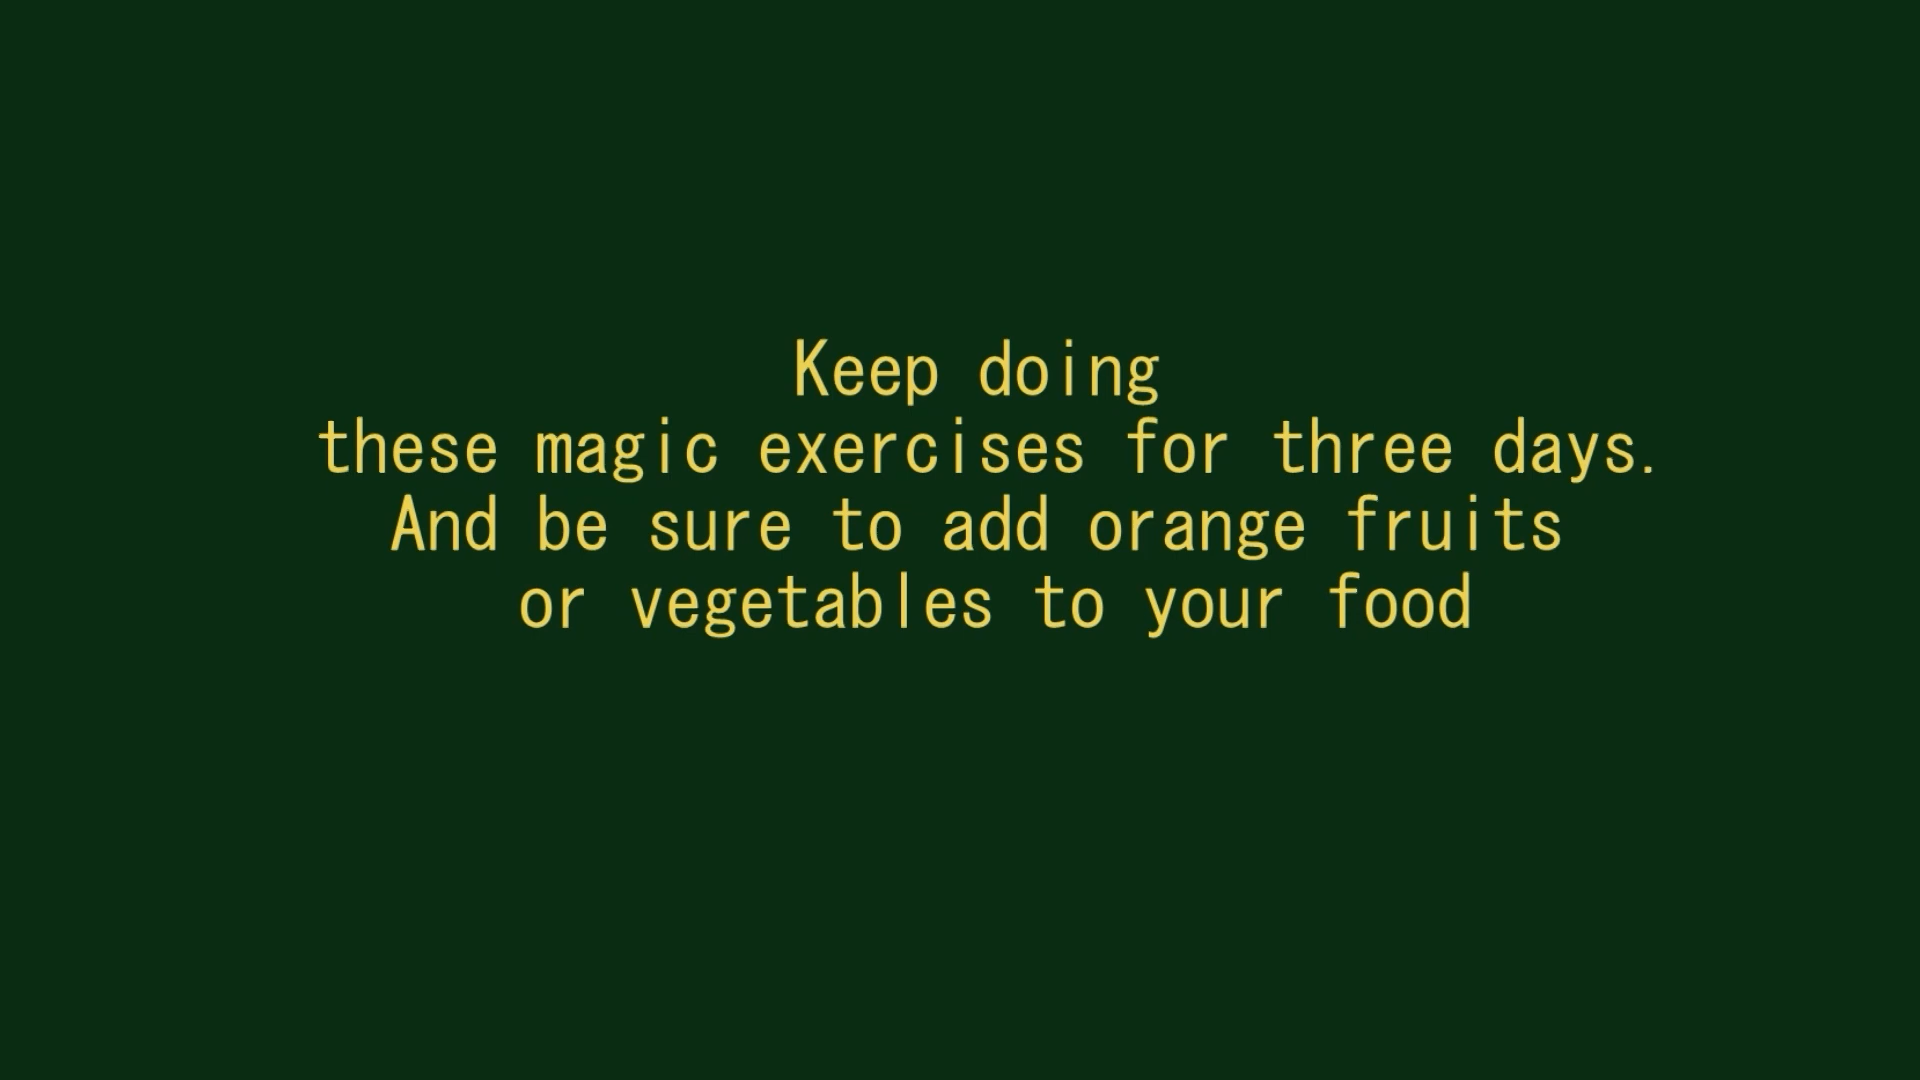 Keep doing
these magic exercises for three days.
And be sure to add orange fruits
or vegetables to your food